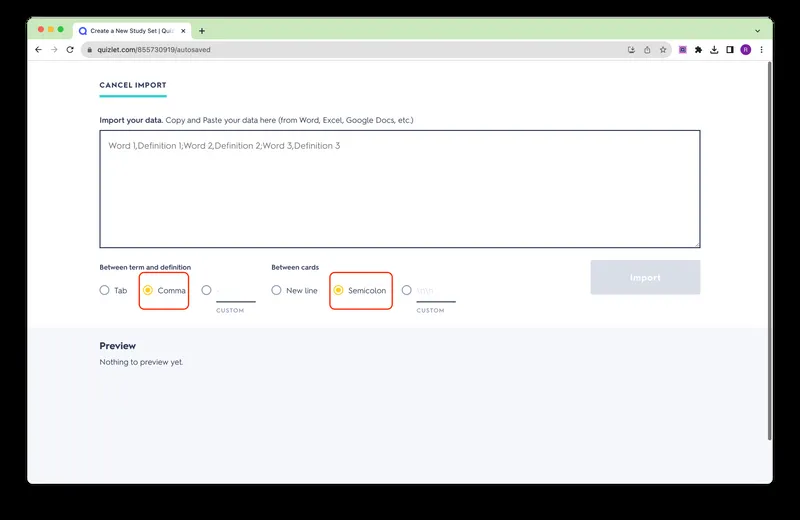 Create a New Study Set | Quiz
quizlet.com/855730919/autosaved
CANCEL IMPORT
Import your data. Copy and Paste your data here (from Word, Excel, Google Docs, etc.)
Word 1,Definition 1;Word 2,Definition 2;Word 3,Definition 3
Between term and definition
Between cards
Import
Tab
Comma
-
New line
Semicolon
\n\n
CUSTOM
CUSTOM
Preview
Nothing to preview yet.